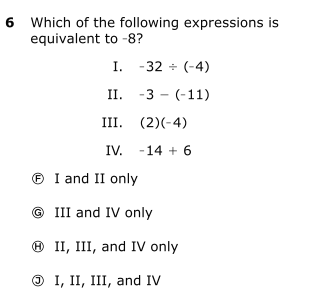 6 Which of the following expressions is
equivalent to -8?
I. -32 ÷ (-4)
II. -3 − (-11)
III. (2)(-4)
IV. -14 + 6
Ⓕ I and II only
Ⓖ III and IV only
Ⓗ II, III, and IV only
Ⓙ I, II, III, and IV